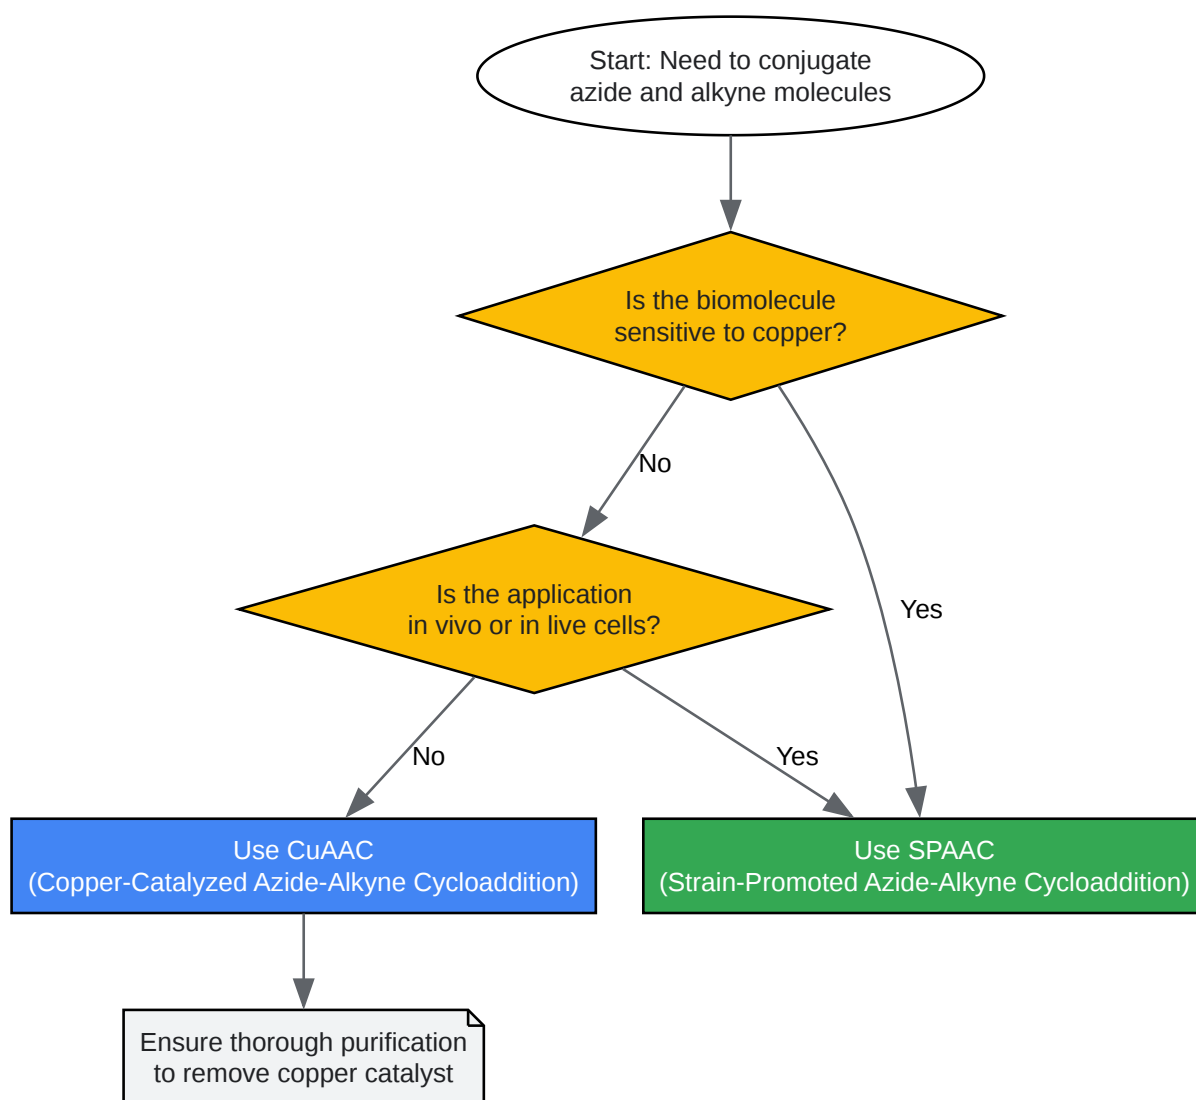 Start: Need to conjugate
azide and alkyne molecules
Is the biomolecule
sensitive to copper?
No
Yes
Is the application
in vivo or in live cells?
No
Yes
Use CuAAC
(Copper-Catalyzed Azide-Alkyne Cycloaddition)
Use SPAAC
(Strain-Promoted Azide-Alkyne Cycloaddition)
Ensure thorough purification
to remove copper catalyst